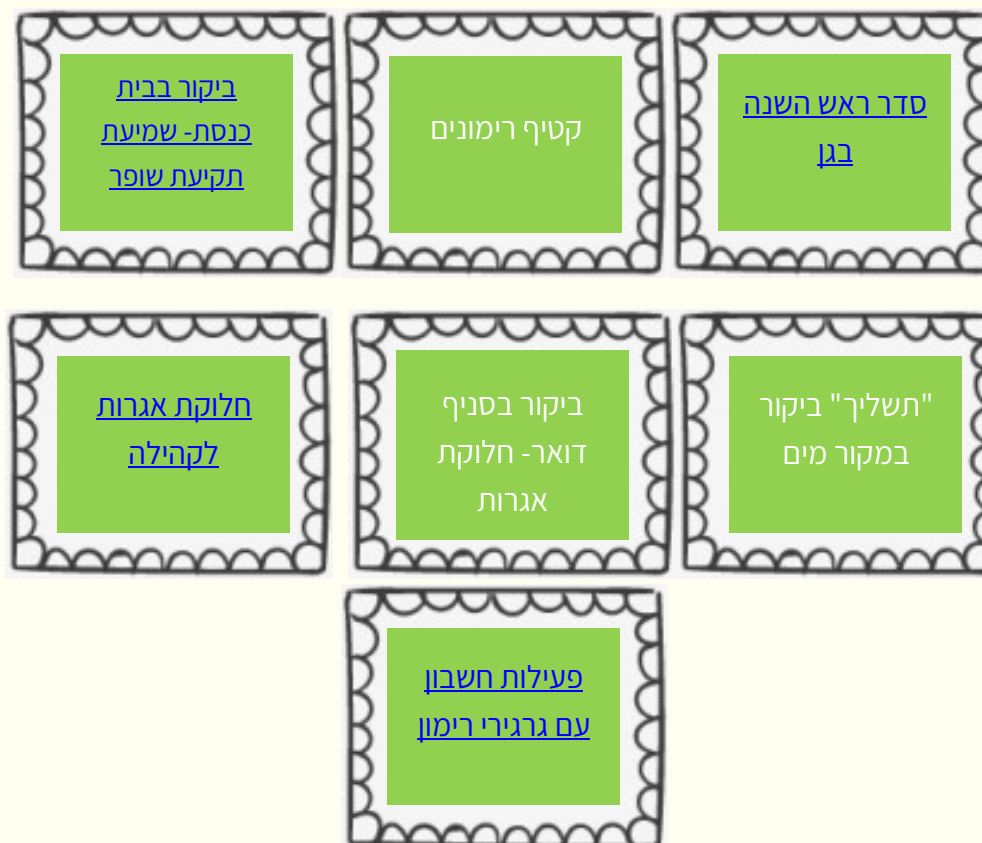 סדר ראש השנה
בגן
קטיף רימונים
ביקור בבית
כנסת- שמיעת
תקיעת שופר
"תשליך" ביקור
במקור מים
ביקור בסניף
דואר- חלוקת
אגרות
חלוקת אגרות
לקהילה
פעילות חשבון
עם גרגירי רימון